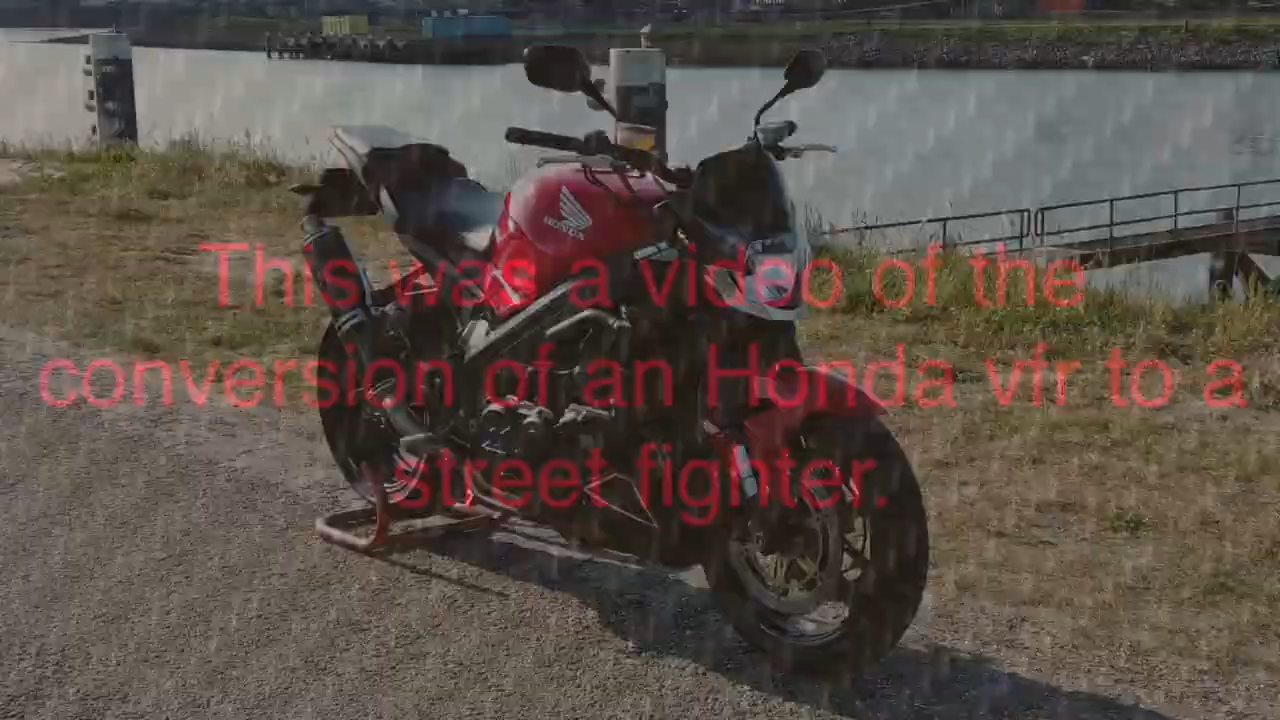 HONDA
This was a video of the
conversion of an Honda vfr to a
street fighter.